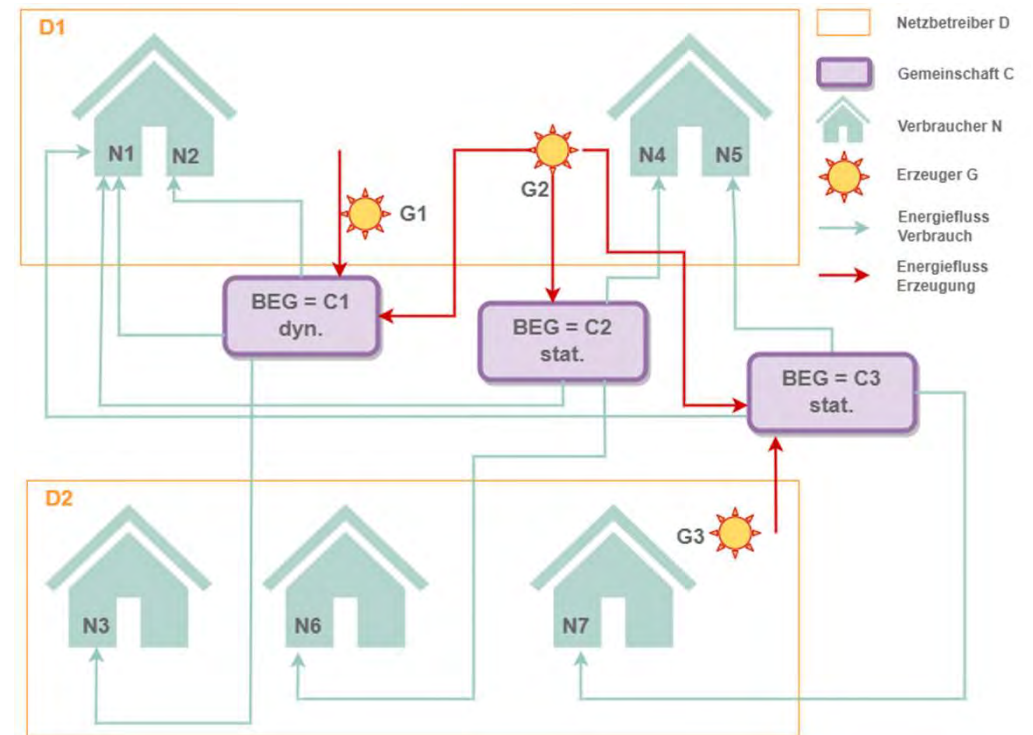 D1
N1
N2
N4
N5
G1
G2
BEG = C1
dyn.
BEG = C2
stat.
BEG = C3
stat.
D2
G3
N3
N6
N7
Netzbetreiber D
Gemeinschaft C
Verbraucher N
Erzeuger G
Energiefluss
Verbrauch
Energiefluss
Erzeugung